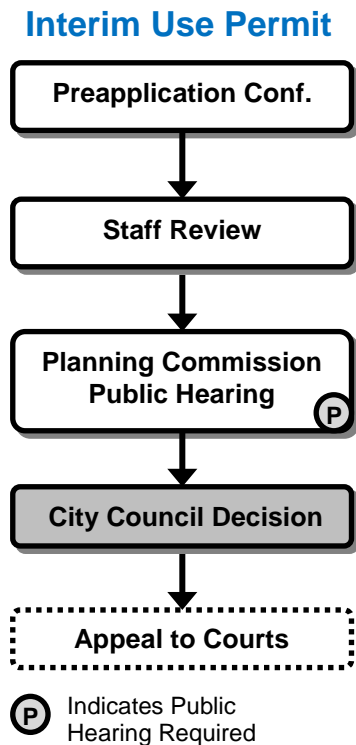 Interim Use Permit
Preapplication Conf.
Staff Review
Planning Commission
Public Hearing
P
City Council Decision
Appeal to Courts
P
Indicates Public
Hearing Required